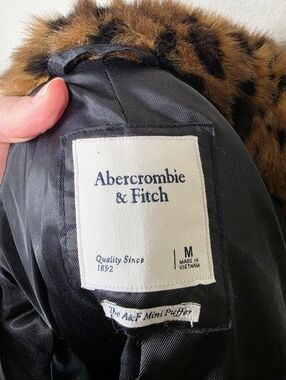 Abercrombie
& Fitch
Quality Since
1892
M
MADE IN
VIETNAM
The A&F Mini Puffer